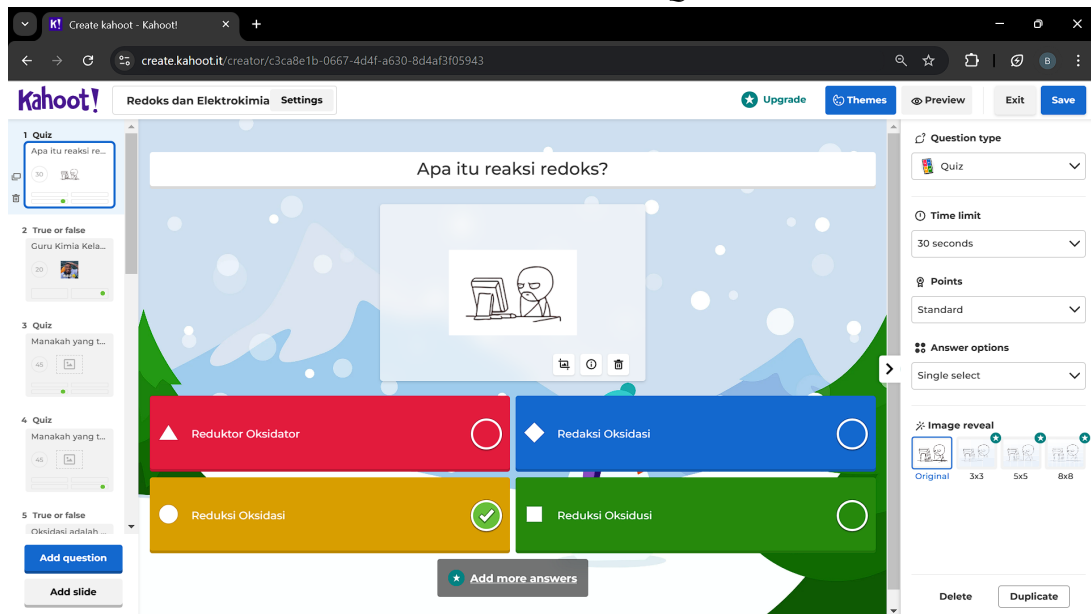 Create kahoot - Kahoot!
create.kahoot.it/creator/c3ca8e1b-0667-4d4f-a630-8d4af3f05943
B
Kahoot!
Redoks dan Elektrokimia
Settings
Upgrade
Themes
Preview
Exit
Save
1 Quiz
Apa itu reaksi re...
30
2 True or false
Guru Kimia Kela...
20
3 Quiz
Manakah yang t...
45
4 Quiz
Manakah yang t...
45
5 True or false
Oksidasi adalah ...
Add question
Add slide
Apa itu reaksi redoks?
Reduktor Oksidator
Redaksi Oksidasi
Reduksi Oksidasi
Reduksi Oksidusi
Add more answers
Question type
Quiz
Time limit
30 seconds
Points
Standard
Answer options
Single select
Image reveal
Original 3x3 5x5 8x8
Delete
Duplicate